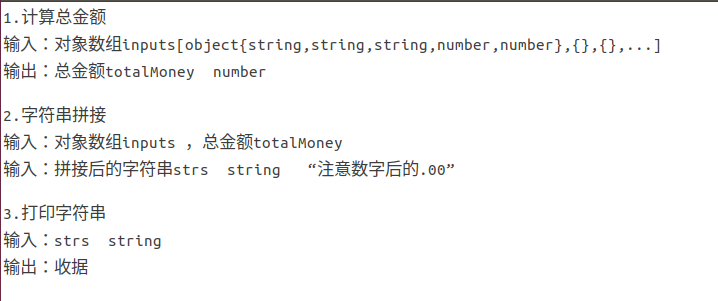 1.计算总金额
输入：对象数组inputs[object{string,string,string,number,number},{},{},...]
输出：总金额totalMoney  number
2.字符串拼接
输入：对象数组inputs ，总金额totalMoney
输入：拼接后的字符串strs  string   “注意数字后的.00”
3.打印字符串
输入：strs  string
输出：收据